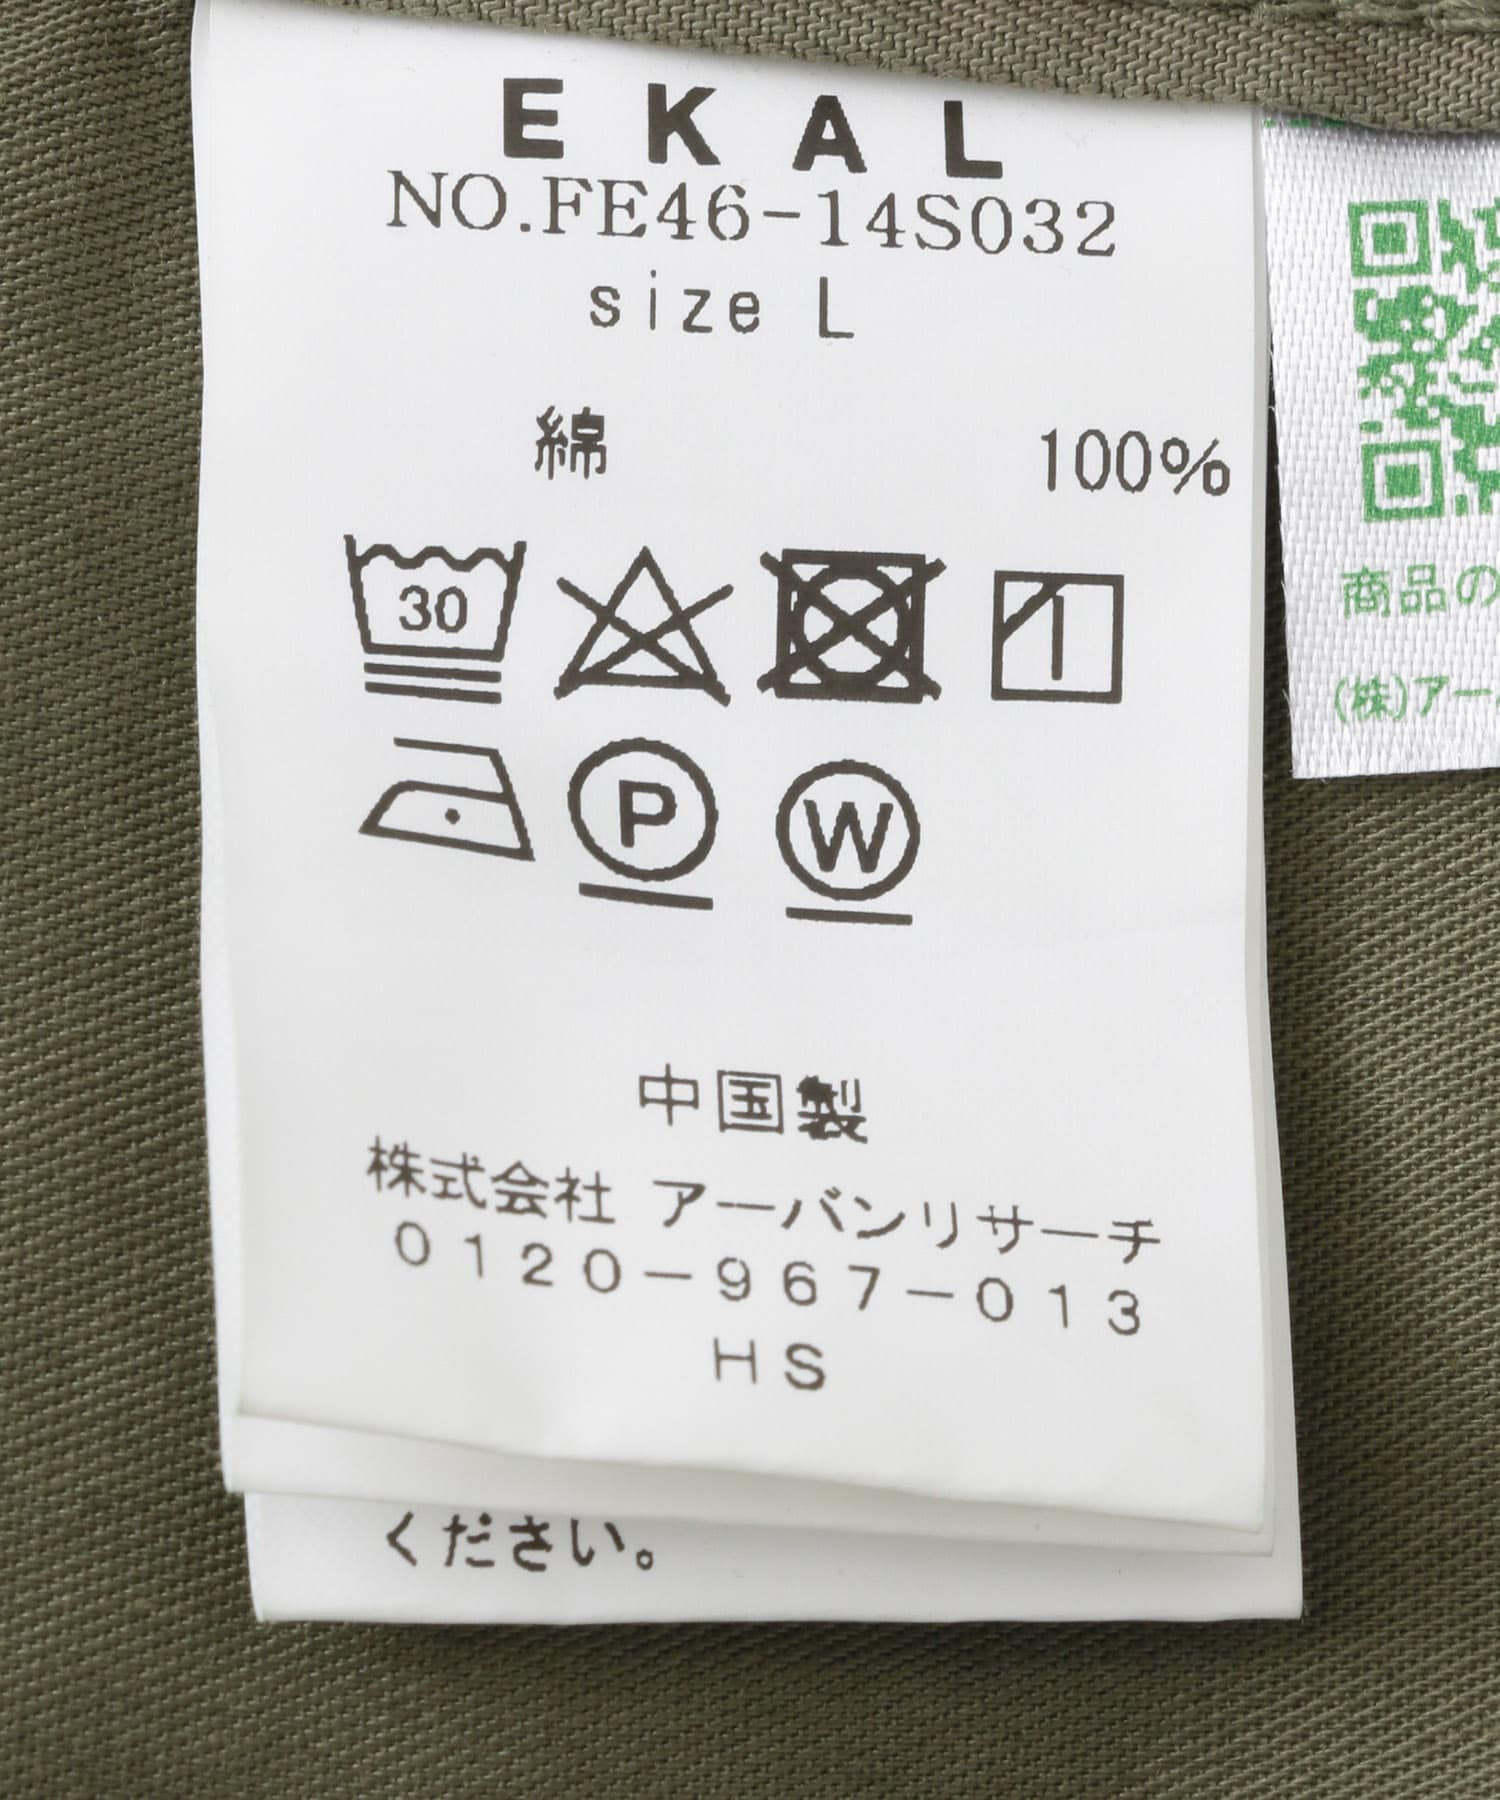 EKAL
NO.FE46-14S032
size L
綿 100%
30
P W
中国製
株式会社 アーバンリサーチ
0120-967-013
HS
ください。
商品の
(株)アー